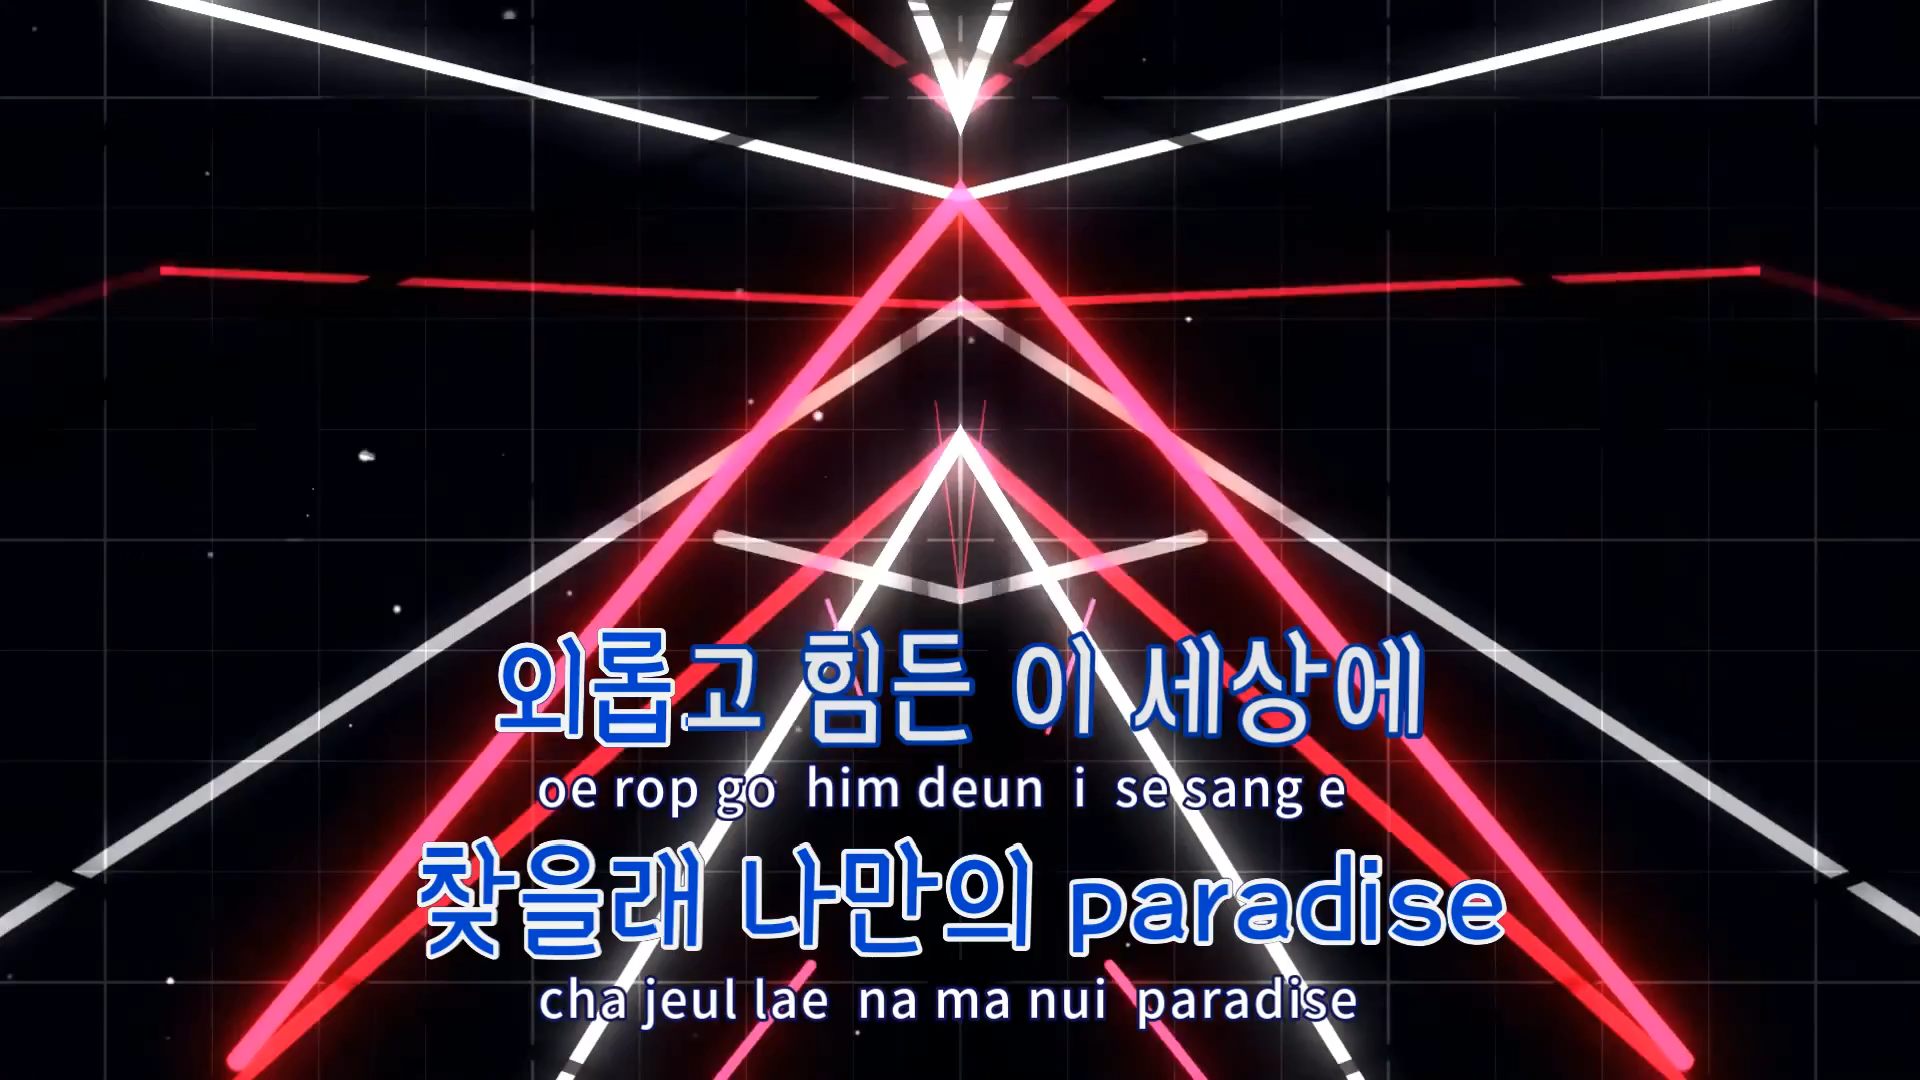 외롭고 힘든 이 세상에
oe rop go him deun i se sang e
찾을래 나만의 paradise
cha jeul lae na ma nui paradise